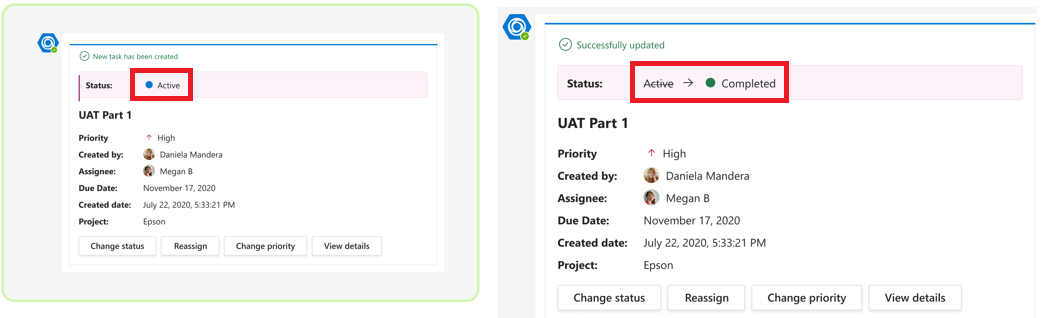 New task has been created
Status: Active
UAT Part 1
Priority ↑ High
Created by: Daniela Mandera
Assignee: Megan B
Due Date: November 17, 2020
Created date: July 22, 2020, 5:33:21 PM
Project: Epson
Change status Reassign Change priority View details
Successfully updated
Status: Active → Completed
UAT Part 1
Priority ↑ High
Created by: Daniela Mandera
Assignee: Megan B
Due Date: November 17, 2020
Created date: July 22, 2020, 5:33:21 PM
Project: Epson
Change status Reassign Change priority View details